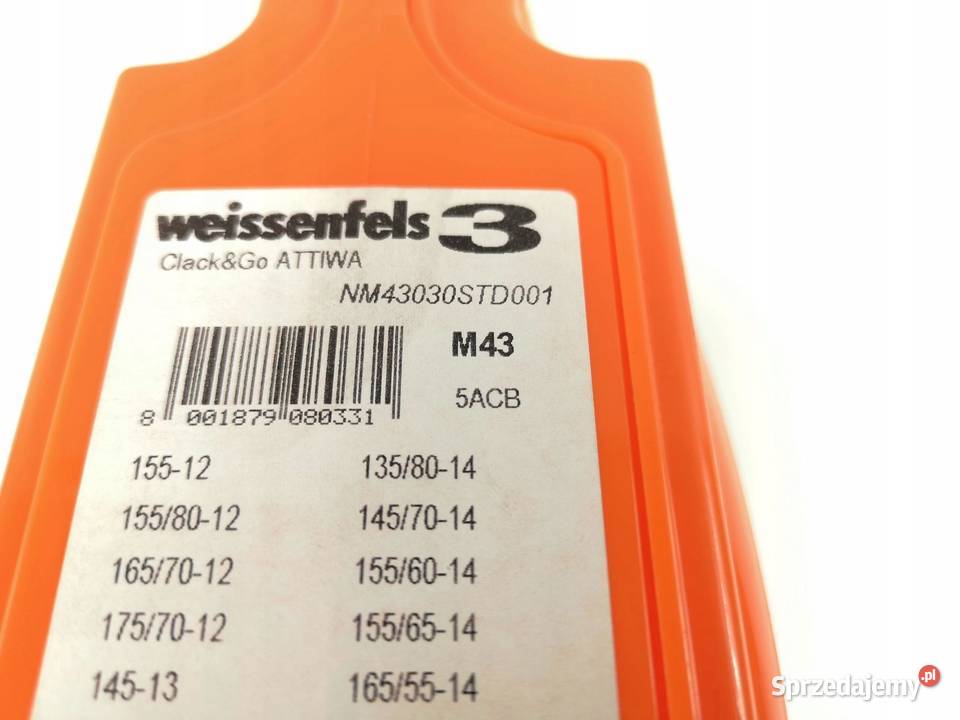 weissenfels 3
Clack&Go ATTIWA
NM43030STD001
M43
5ACB
8 001879 080331
155-12 135/80-14
155/80-12 145/70-14
165/70-12 155/60-14
175/70-12 155/65-14
145-13 165/55-14
Sprzedajemy.pl